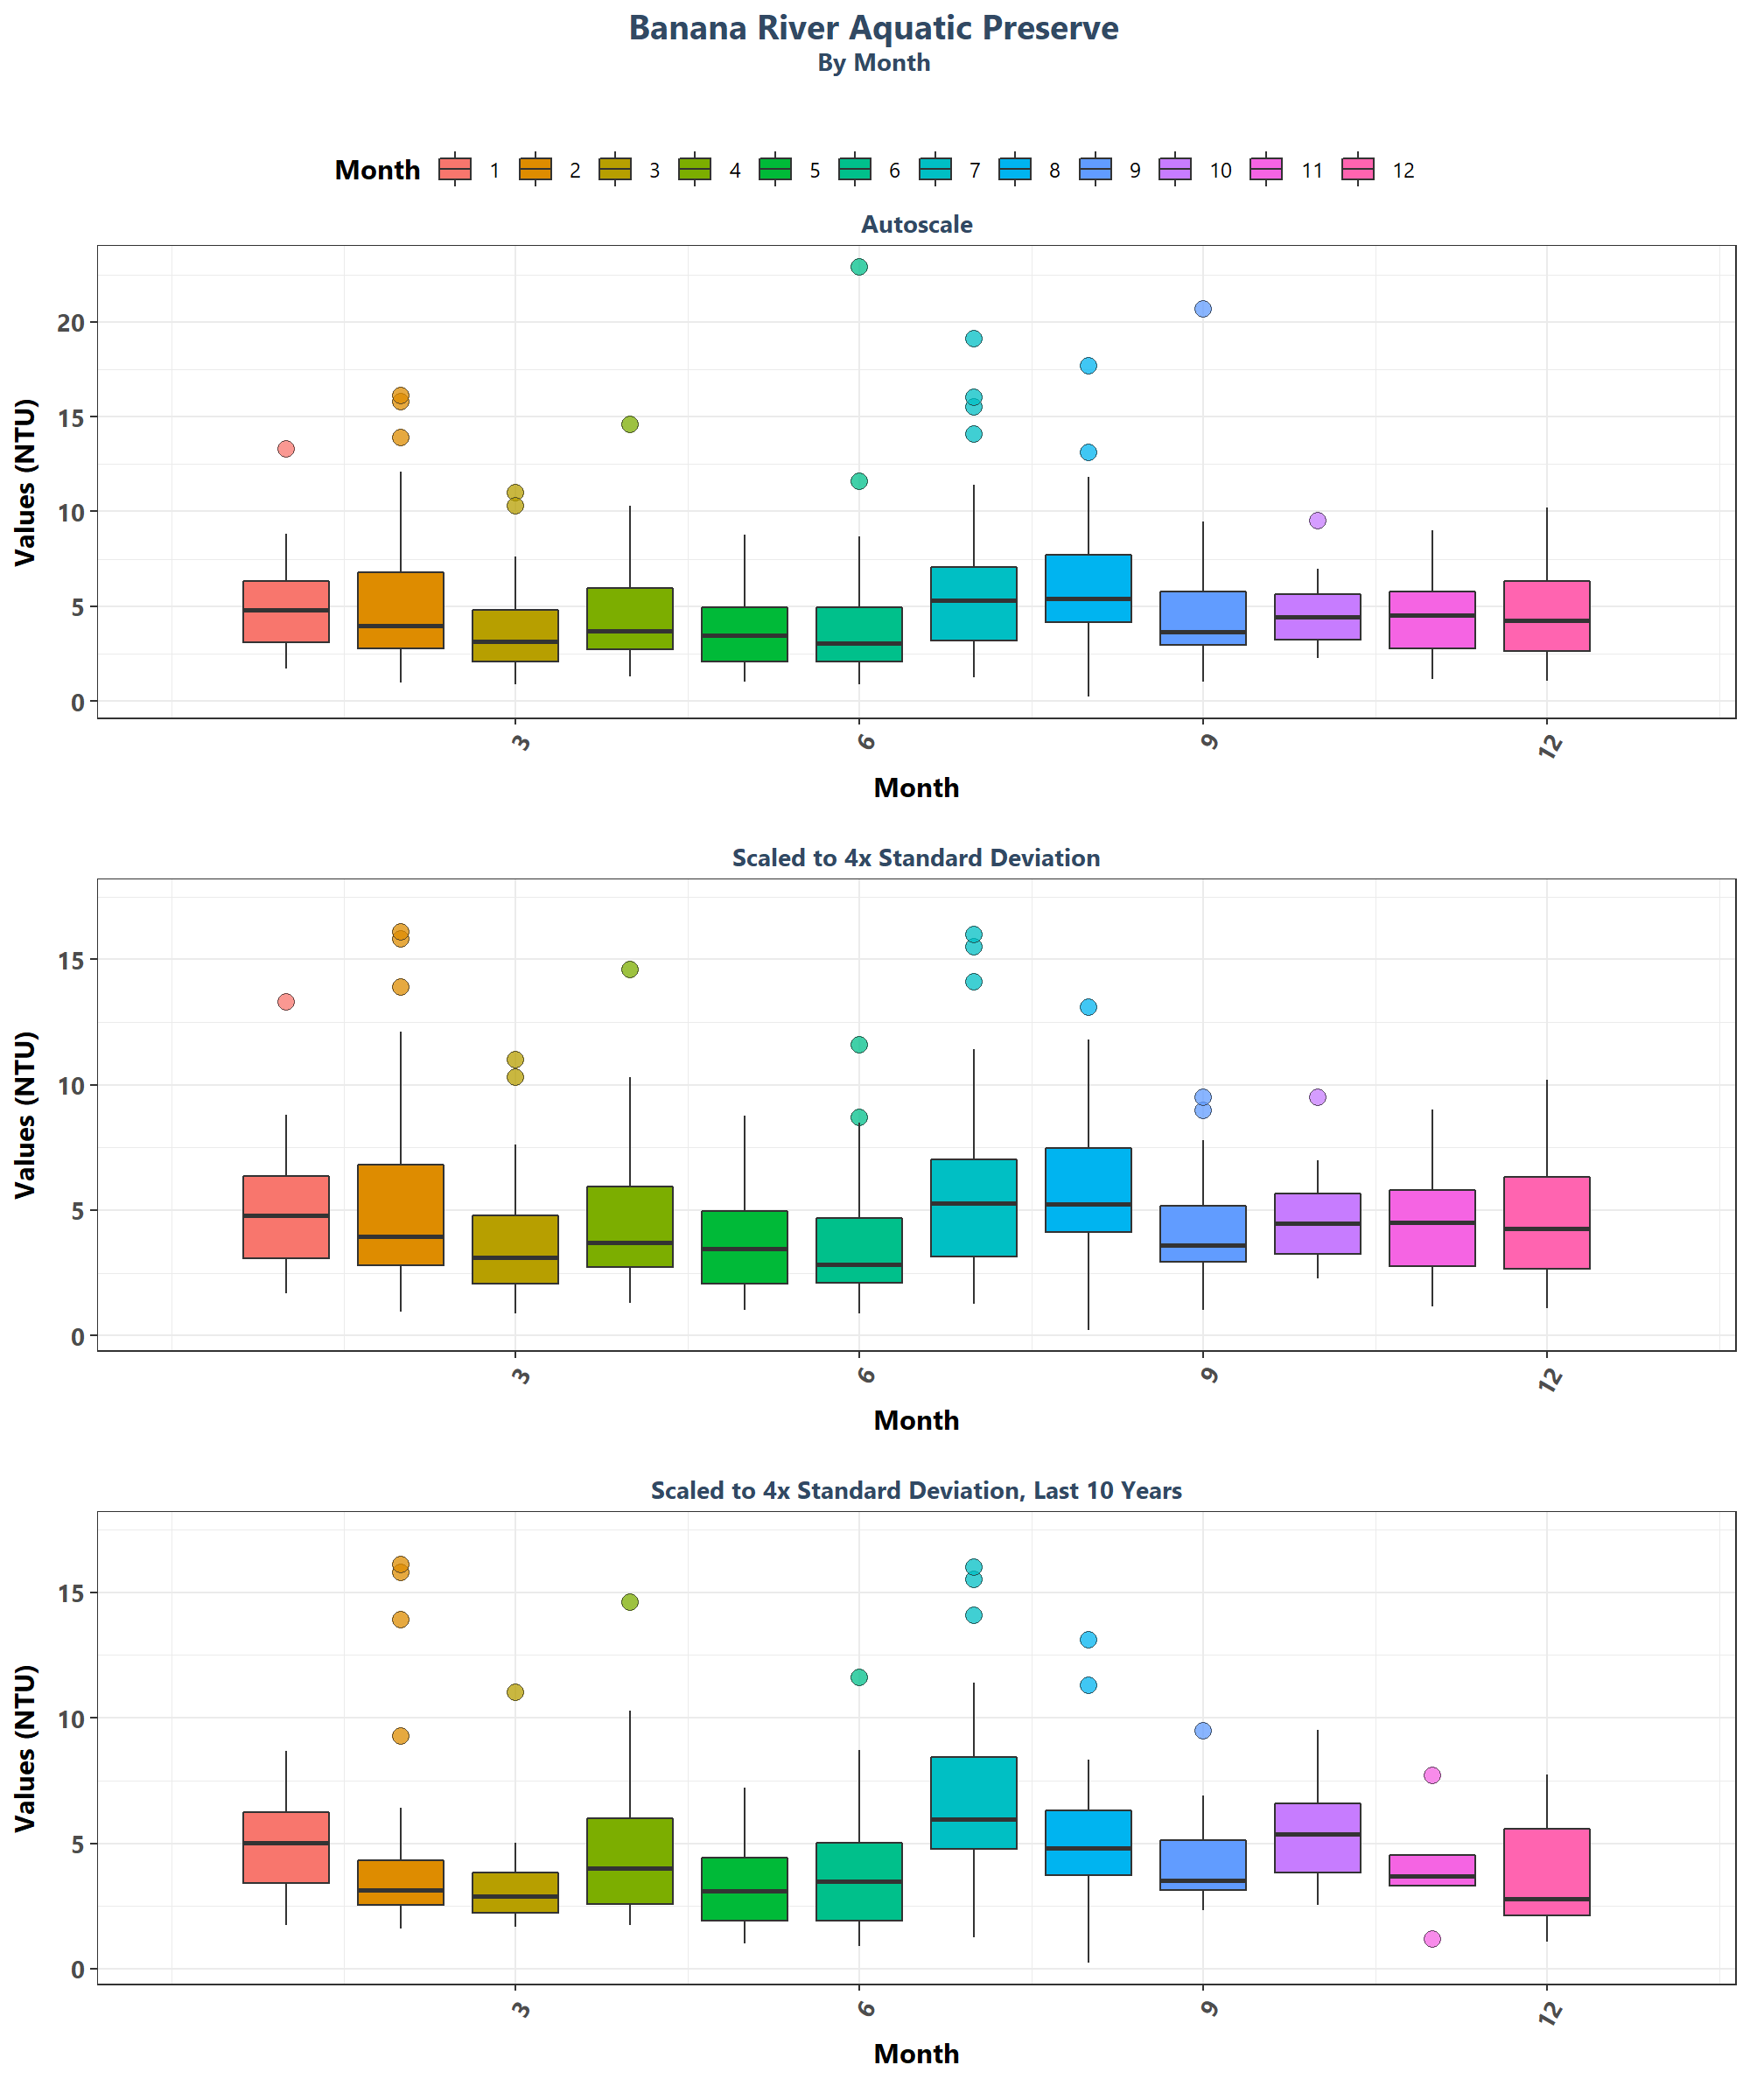 Banana River Aquatic Preserve
By Month
Month 1 2 3 4 5 6 7 8 9 10 11 12
Autoscale
Values (NTU)
20
15
10
5
0
3 6 9 12
Month
Scaled to 4x Standard Deviation
Values (NTU)
15
10
5
0
3 6 9 12
Month
Scaled to 4x Standard Deviation, Last 10 Years
Values (NTU)
15
10
5
0
3 6 9 12
Month